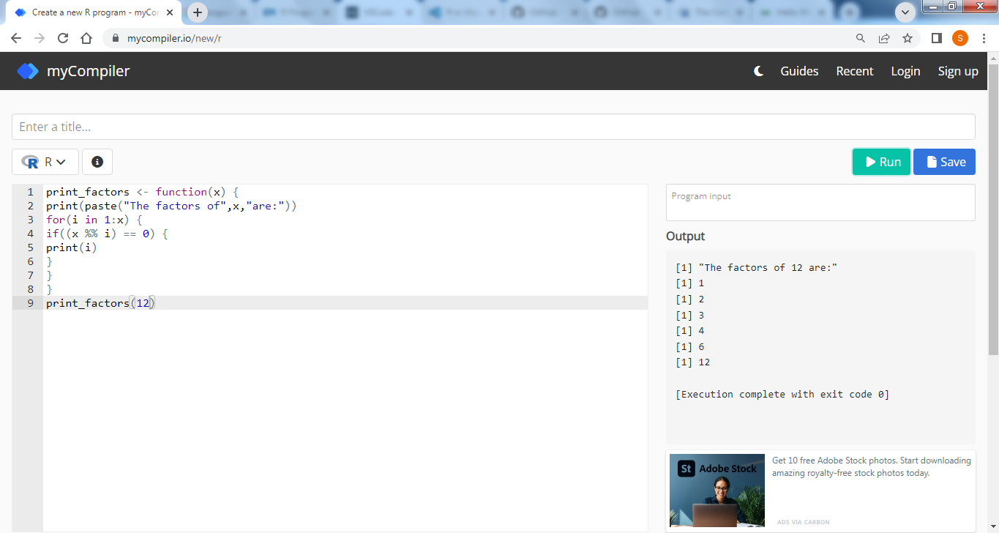 Create a new R program - myCor
mycompiler.io/new/r
S
myCompiler
Guides Recent Login Sign up
Enter a title...
R R
Run Save
1 print_factors <- function(x) {
2 print(paste("The factors of",x,"are:"))
3 for(i in 1:x) {
4 if((x %% i) == 0) {
5 print(i)
6 }
7 }
8 }
9 print_factors(12)
Program input
Output
[1] "The factors of 12 are:"
[1] 1
[1] 2
[1] 3
[1] 4
[1] 6
[1] 12
[Execution complete with exit code 0]
St Adobe Stock
Get 10 free Adobe Stock photos. Start downloading
amazing royalty-free stock photos today.
ADS VIA CARBON